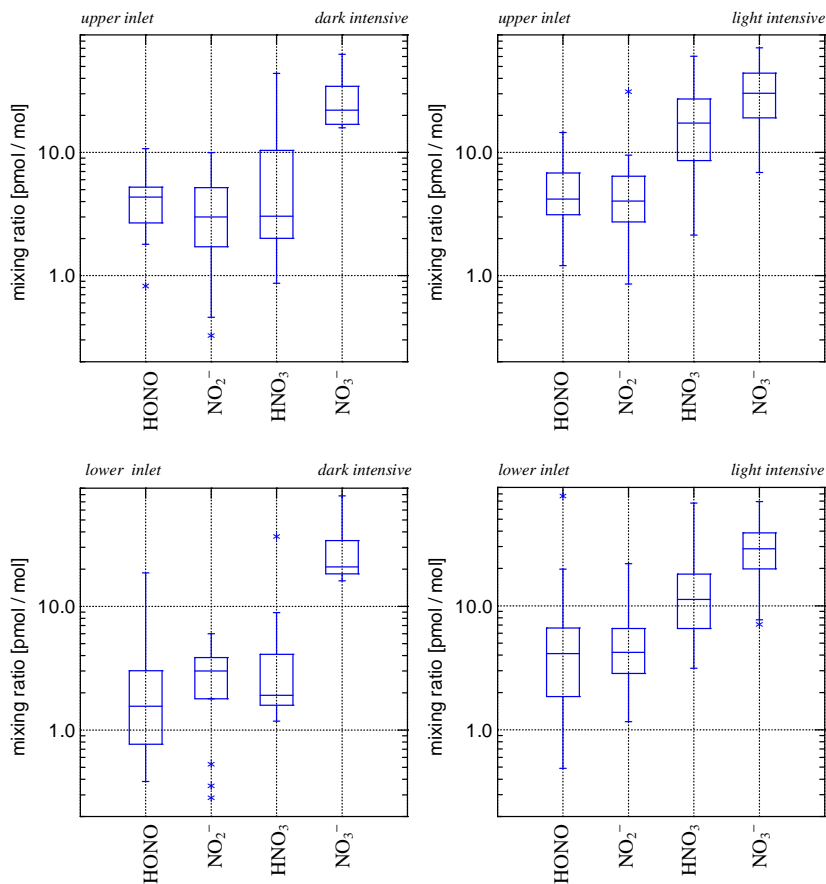 upper inlet dark intensive
mixing ratio [pmol / mol]
10.0
1.0
HONO
NO₂⁻
HNO₃
NO₃⁻
upper inlet light intensive
mixing ratio [pmol / mol]
10.0
1.0
HONO
NO₂⁻
HNO₃
NO₃⁻
lower inlet dark intensive
mixing ratio [pmol / mol]
10.0
1.0
HONO
NO₂⁻
HNO₃
NO₃⁻
lower inlet light intensive
mixing ratio [pmol / mol]
10.0
1.0
HONO
NO₂⁻
HNO₃
NO₃⁻